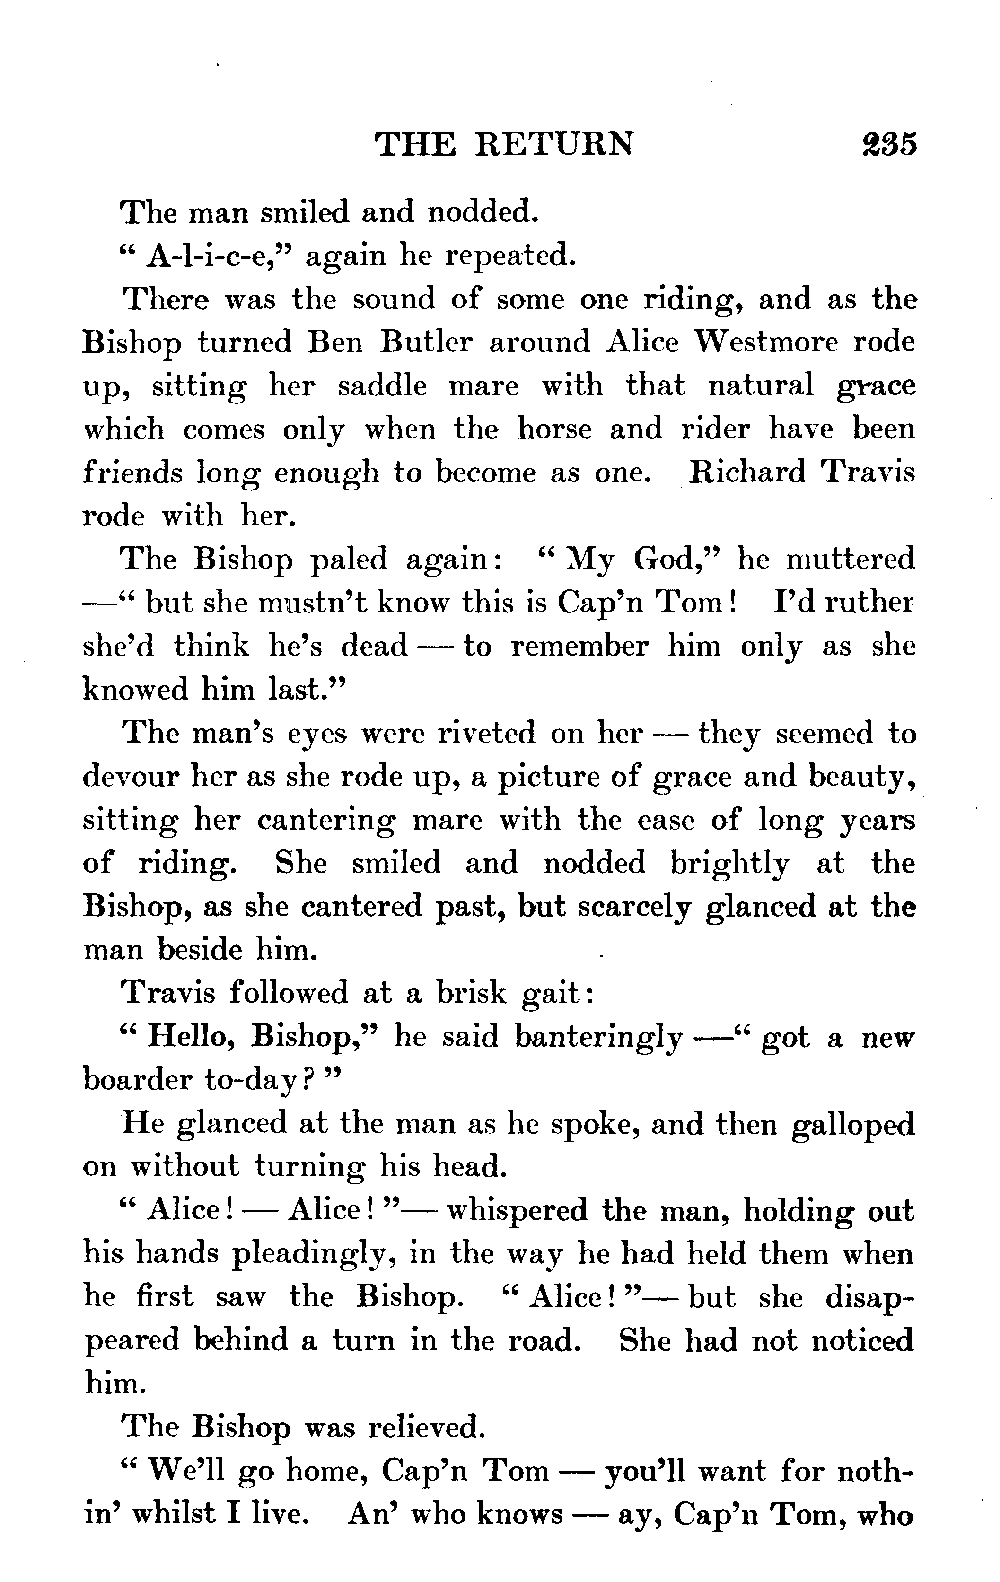 THE RETURN 235
The man smiled and nodded.
“ A-l-i-c-e,” again he repeated.
There was the sound of some one riding, and as the
Bishop turned Ben Butler around Alice Westmore rode
up, sitting her saddle mare with that natural grace
which comes only when the horse and rider have been
friends long enough to become as one. Richard Travis
rode with her.
The Bishop paled again: “ My God,” he muttered
—“ but she mustn’t know this is Cap’n Tom! I’d ruther
she’d think he’s dead — to remember him only as she
knowed him last.”
The man’s eyes were riveted on her — they seemed to
devour her as she rode up, a picture of grace and beauty,
sitting her cantering mare with the ease of long years
of riding. She smiled and nodded brightly at the
Bishop, as she cantered past, but scarcely glanced at the
man beside him.
Travis followed at a brisk gait:
“ Hello, Bishop,” he said banteringly —“ got a new
boarder to-day? ”
He glanced at the man as he spoke, and then galloped
on without turning his head.
“ Alice! — Alice! ”— whispered the man, holding out
his hands pleadingly, in the way he had held them when
he first saw the Bishop. “ Alice! ”— but she disap-
peared behind a turn in the road. She had not noticed
him.
The Bishop was relieved.
“ We’ll go home, Cap’n Tom — you’ll want for noth-
in’ whilst I live. An’ who knows — ay, Cap’n Tom, who